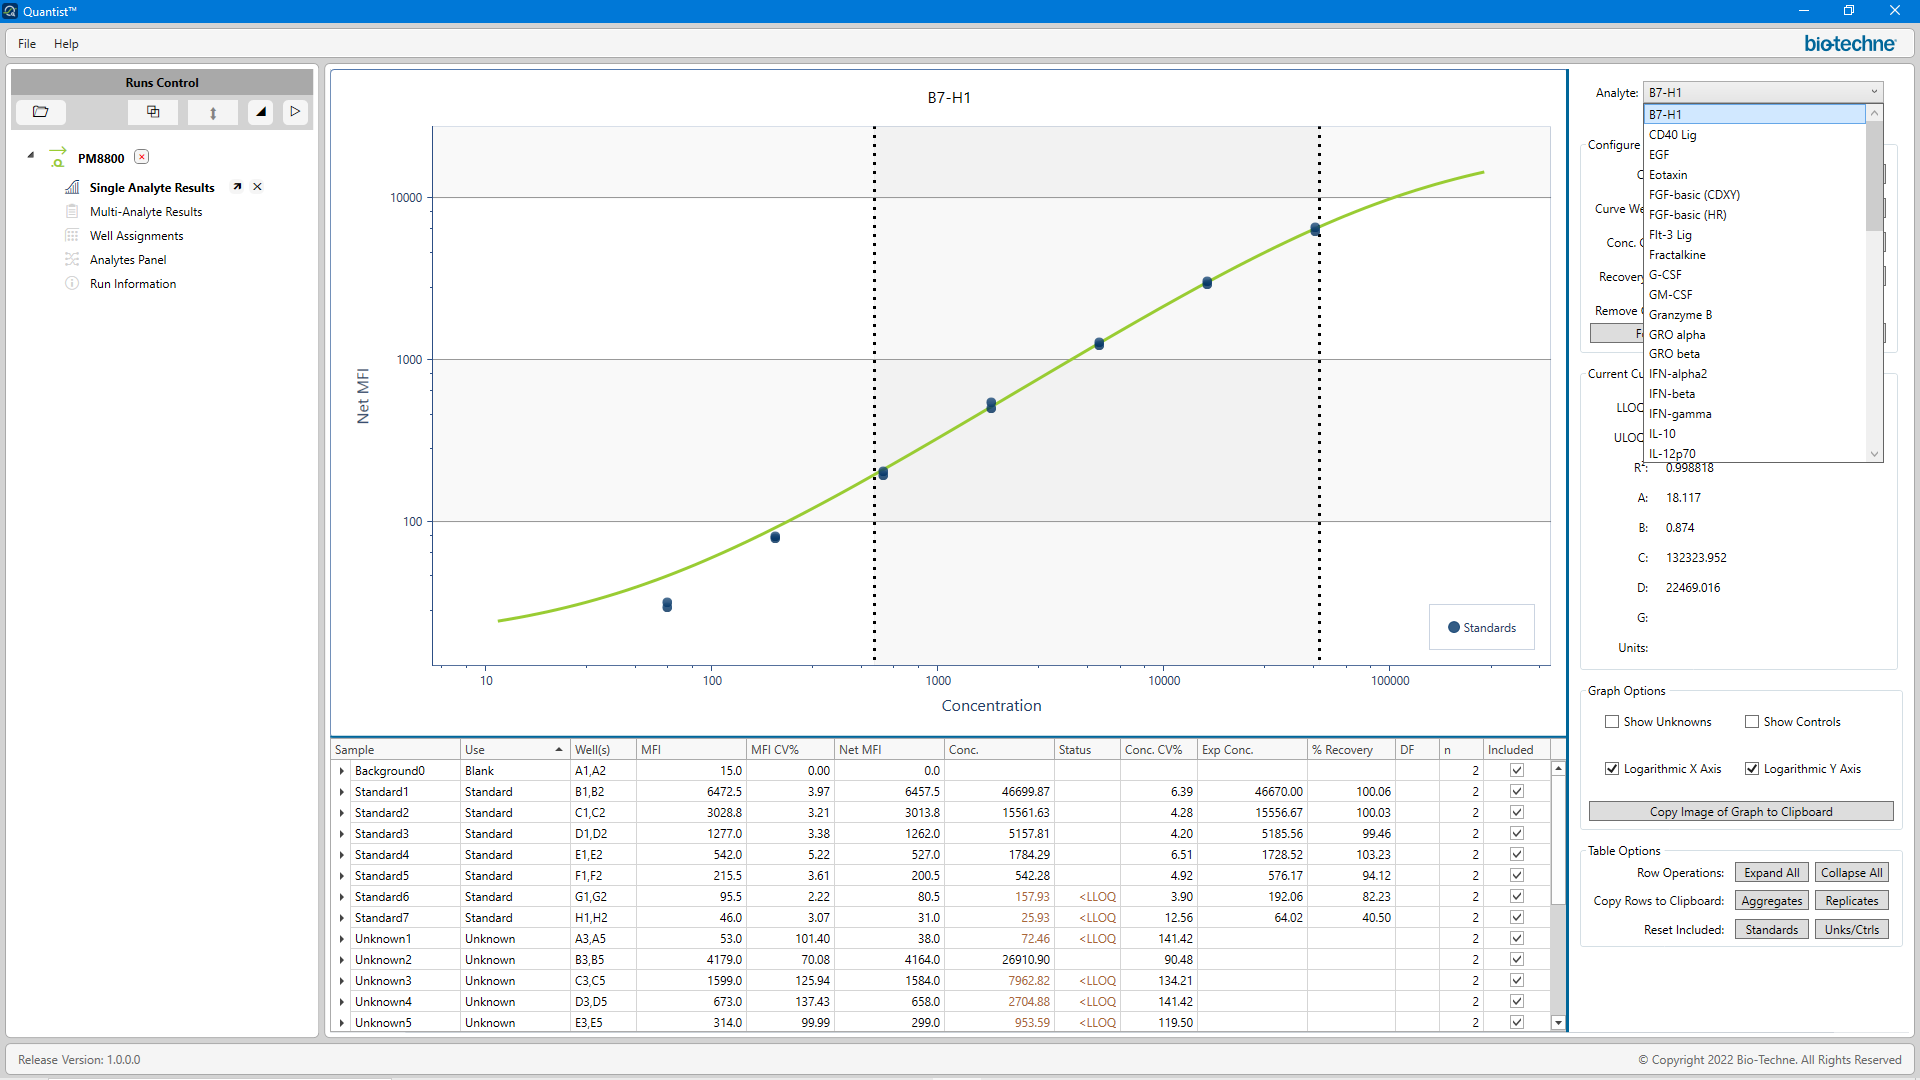 Quantist™
File Help
bio-techne
Runs Control
PM8800
Single Analyte Results
Multi-Analyte Results
Well Assignments
Analytes Panel
Run Information
B7-H1
10000
1000
100
Net MFI
10 100 1000 10000 100000
Concentration
Standards
Analyte: B7-H1
B7-H1
CD40 Lig
EGF
Eotaxin
FGF-basic (CDXY)
FGF-basic (HR)
Flt-3 Lig
Fractalkine
G-CSF
GM-CSF
Granzyme B
GRO alpha
GRO beta
IFN-alpha2
IFN-beta
IFN-gamma
IL-10
IL-12p70
Configure
Curve We
Conc. 
Recovery
Remove
Current Cu
LLOQ
ULOQ
R²: 0.998818
A: 18.117
B: 0.874
C: 132323.952
D: 22469.016
G:
Units:
Graph Options
Show Unknowns Show Controls
Logarithmic X Axis Logarithmic Y Axis
Copy Image of Graph to Clipboard
Table Options
Row Operations: Expand All Collapse All
Copy Rows to Clipboard: Aggregates Replicates
Reset Included: Standards Unks/Ctrls
Sample Use Well(s) MFI MFI CV% Net MFI Conc. Status Conc. CV% Exp Conc. % Recovery DF n Included
Background0 Blank A1,A2 15.0 0.00 0.0 2
Standard1 Standard B1,B2 6472.5 3.97 6457.5 46699.87 6.39 46670.00 100.06 2
Standard2 Standard C1,C2 3028.8 3.21 3013.8 15561.63 4.28 15556.67 100.03 2
Standard3 Standard D1,D2 1277.0 3.38 1262.0 5157.81 4.20 5185.56 99.46 2
Standard4 Standard E1,E2 542.0 5.22 527.0 1784.29 6.51 1728.52 103.23 2
Standard5 Standard F1,F2 215.5 3.61 200.5 542.28 4.92 576.17 94.12 2
Standard6 Standard G1,G2 95.5 2.22 80.5 157.93 <LLOQ 3.90 192.06 82.23 2
Standard7 Standard H1,H2 46.0 3.07 31.0 25.93 <LLOQ 12.56 64.02 40.50 2
Unknown1 Unknown A3,A5 53.0 101.40 38.0 72.46 <LLOQ 141.42 2
Unknown2 Unknown B3,B5 4179.0 70.08 4164.0 26910.90 90.48 2
Unknown3 Unknown C3,C5 1599.0 125.94 1584.0 7962.82 <LLOQ 134.21 2
Unknown4 Unknown D3,D5 673.0 137.43 658.0 2704.88 <LLOQ 141.42 2
Unknown5 Unknown E3,E5 314.0 99.99 299.0 953.59 <LLOQ 119.50 2
Release Version: 1.0.0.0
© Copyright 2022 Bio-Techne. All Rights Reserved